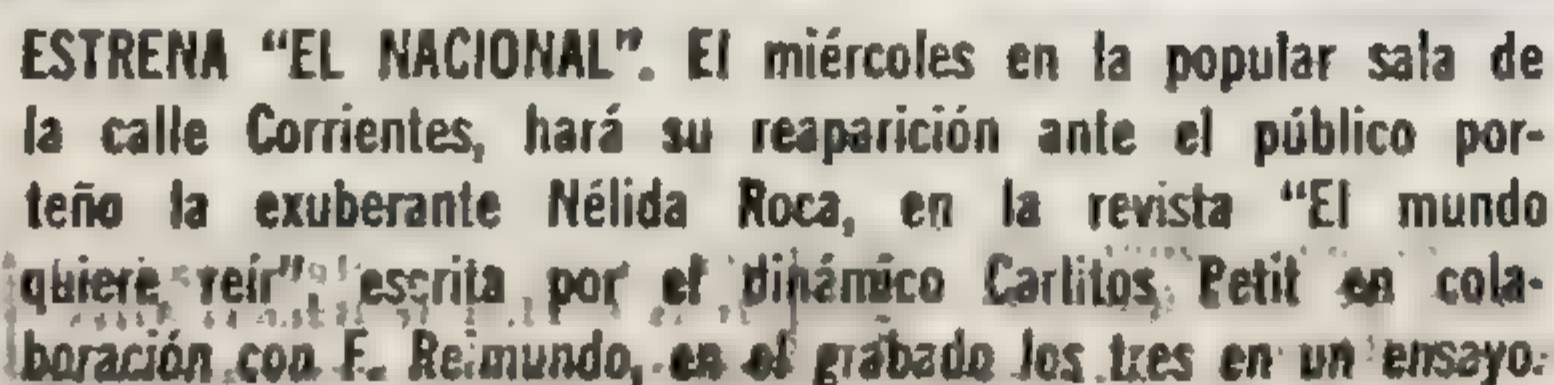 ESTRENA “EL NACIONAL”. El miércoles en la popular sala de
la calle Corrientes, hará su reaparición ante el público por-
teño la exuberante Nélida Roca, en la revista “El mundo
quiere reír”, escrita por el dinámico Carlitos Petit en cola-
boración con F. Reimundo, en el grabado los tres en un ensayo.